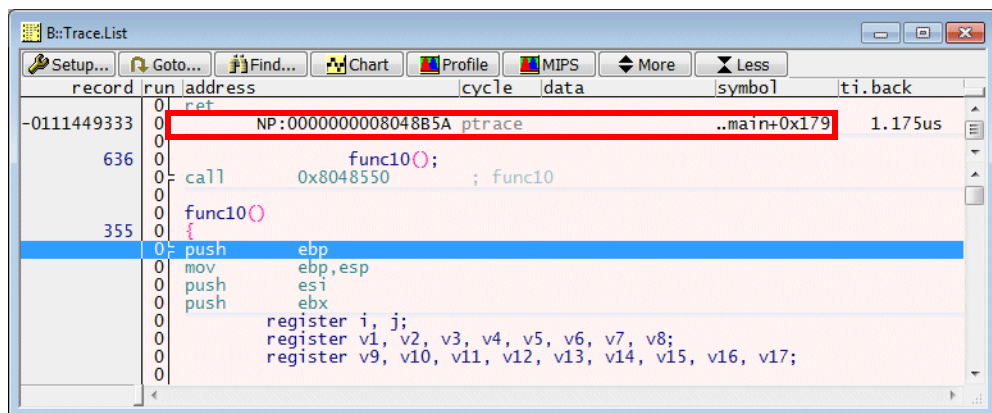 B::Trace.List
Setup... Goto... Find... Chart Profile MIPS More Less
record run address cycle data symbol ti.back
0 ret
-0111449333 0 NP:0000000008048B5A ptrace ..main+0x179 1.175us
0
636 0 func10();
0 call 0x8048550 ; func10
0
0 func10()
355 0 {
0 push ebp
0 mov ebp,esp
0 push esi
0 push ebx
0 register i, j;
0 register v1, v2, v3, v4, v5, v6, v7, v8;
0 register v9, v10, v11, v12, v13, v14, v15, v16, v17;
0